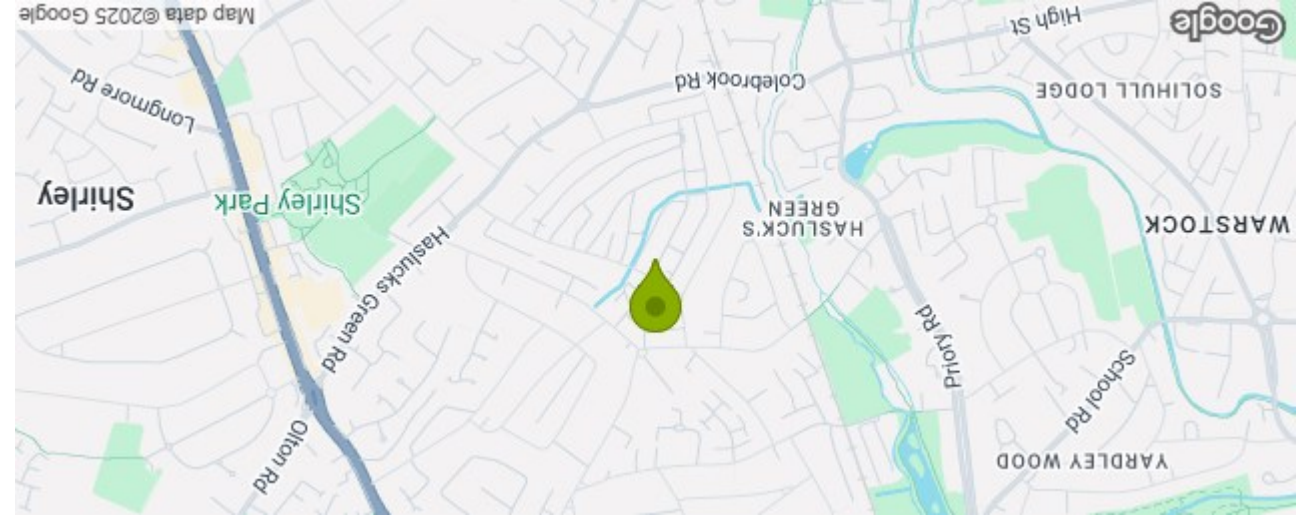 YARDLEY WOOD
Olton Rd
School Rd
Priory Rd
Haslucks Green Rd
WARSTOCK
HASLUCK'S
GREEN
Shirley Park
Shirley
SOLIHULL LODGE
Colebrook Rd
Longmore Rd
High St
Google
Map data ©2025 Google